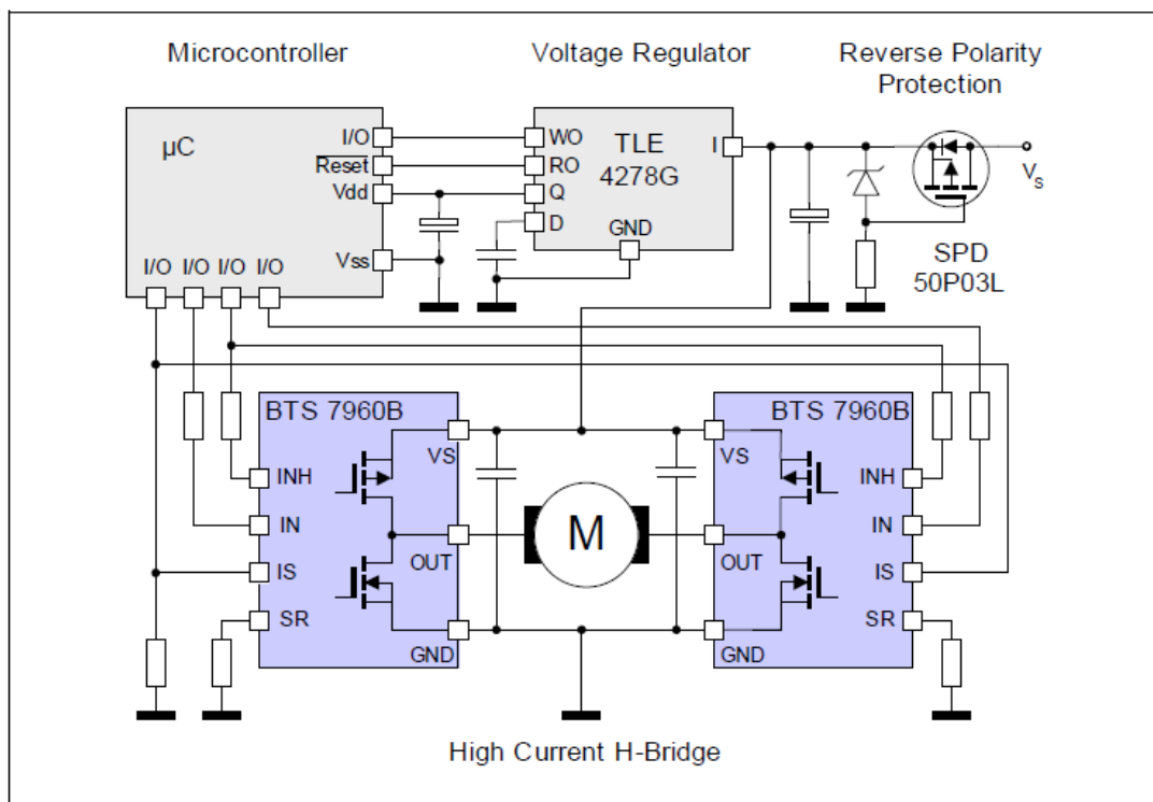 Microcontroller
Voltage Regulator
Reverse Polarity
Protection
µC
I/O
Reset
Vdd
Vss
I/O I/O I/O I/O
WO
RO
Q
D
TLE
4278G
I
GND
V_S
SPD
50P03L
BTS 7960B
VS
INH
IN
IS
SR
OUT
GND
M
BTS 7960B
VS
INH
IN
OUT
IS
SR
GND
High Current H-Bridge